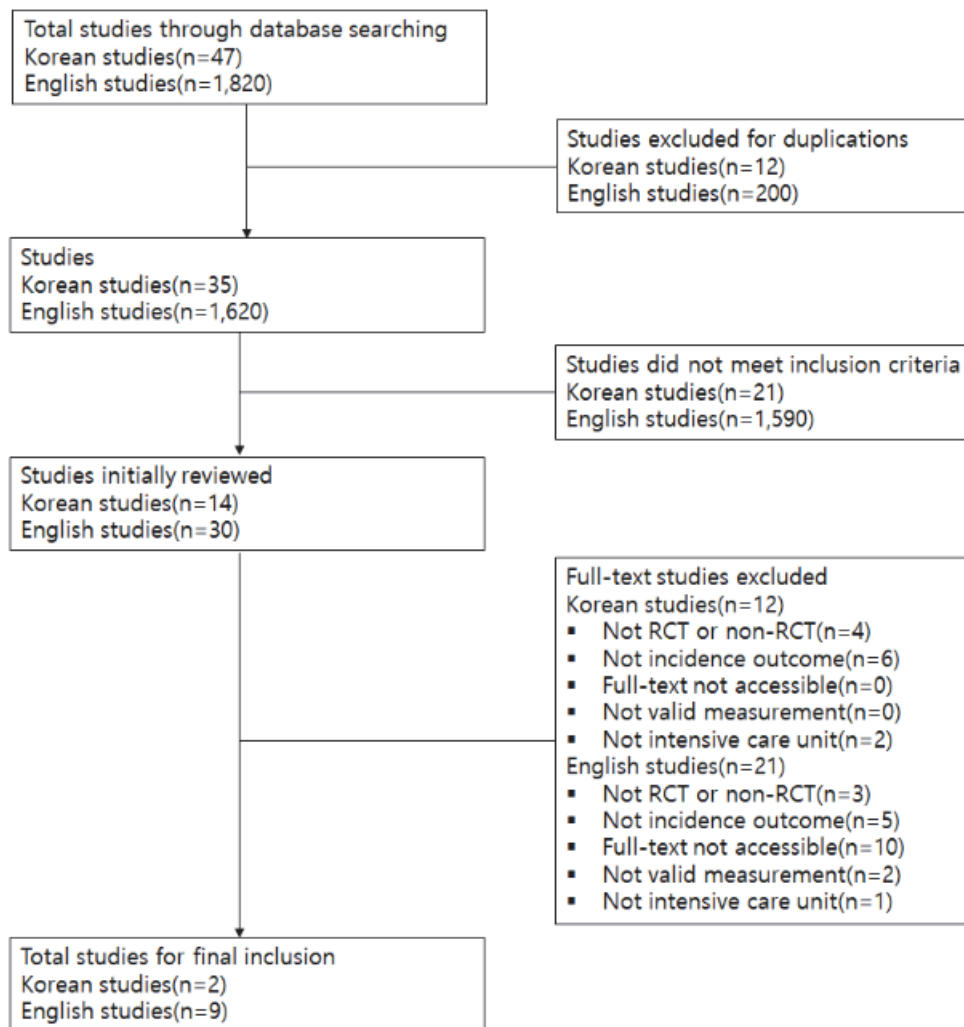 Total studies through database searching
Korean studies(n=47)
English studies(n=1,820)
Studies excluded for duplications
Korean studies(n=12)
English studies(n=200)
Studies
Korean studies(n=35)
English studies(n=1,620)
Studies did not meet inclusion criteria
Korean studies(n=21)
English studies(n=1,590)
Studies initially reviewed
Korean studies(n=14)
English studies(n=30)
Full-text studies excluded
Korean studies(n=12)
▪ Not RCT or non-RCT(n=4)
▪ Not incidence outcome(n=6)
▪ Full-text not accessible(n=0)
▪ Not valid measurement(n=0)
▪ Not intensive care unit(n=2)
English studies(n=21)
▪ Not RCT or non-RCT(n=3)
▪ Not incidence outcome(n=5)
▪ Full-text not accessible(n=10)
▪ Not valid measurement(n=2)
▪ Not intensive care unit(n=1)
Total studies for final inclusion
Korean studies(n=2)
English studies(n=9)